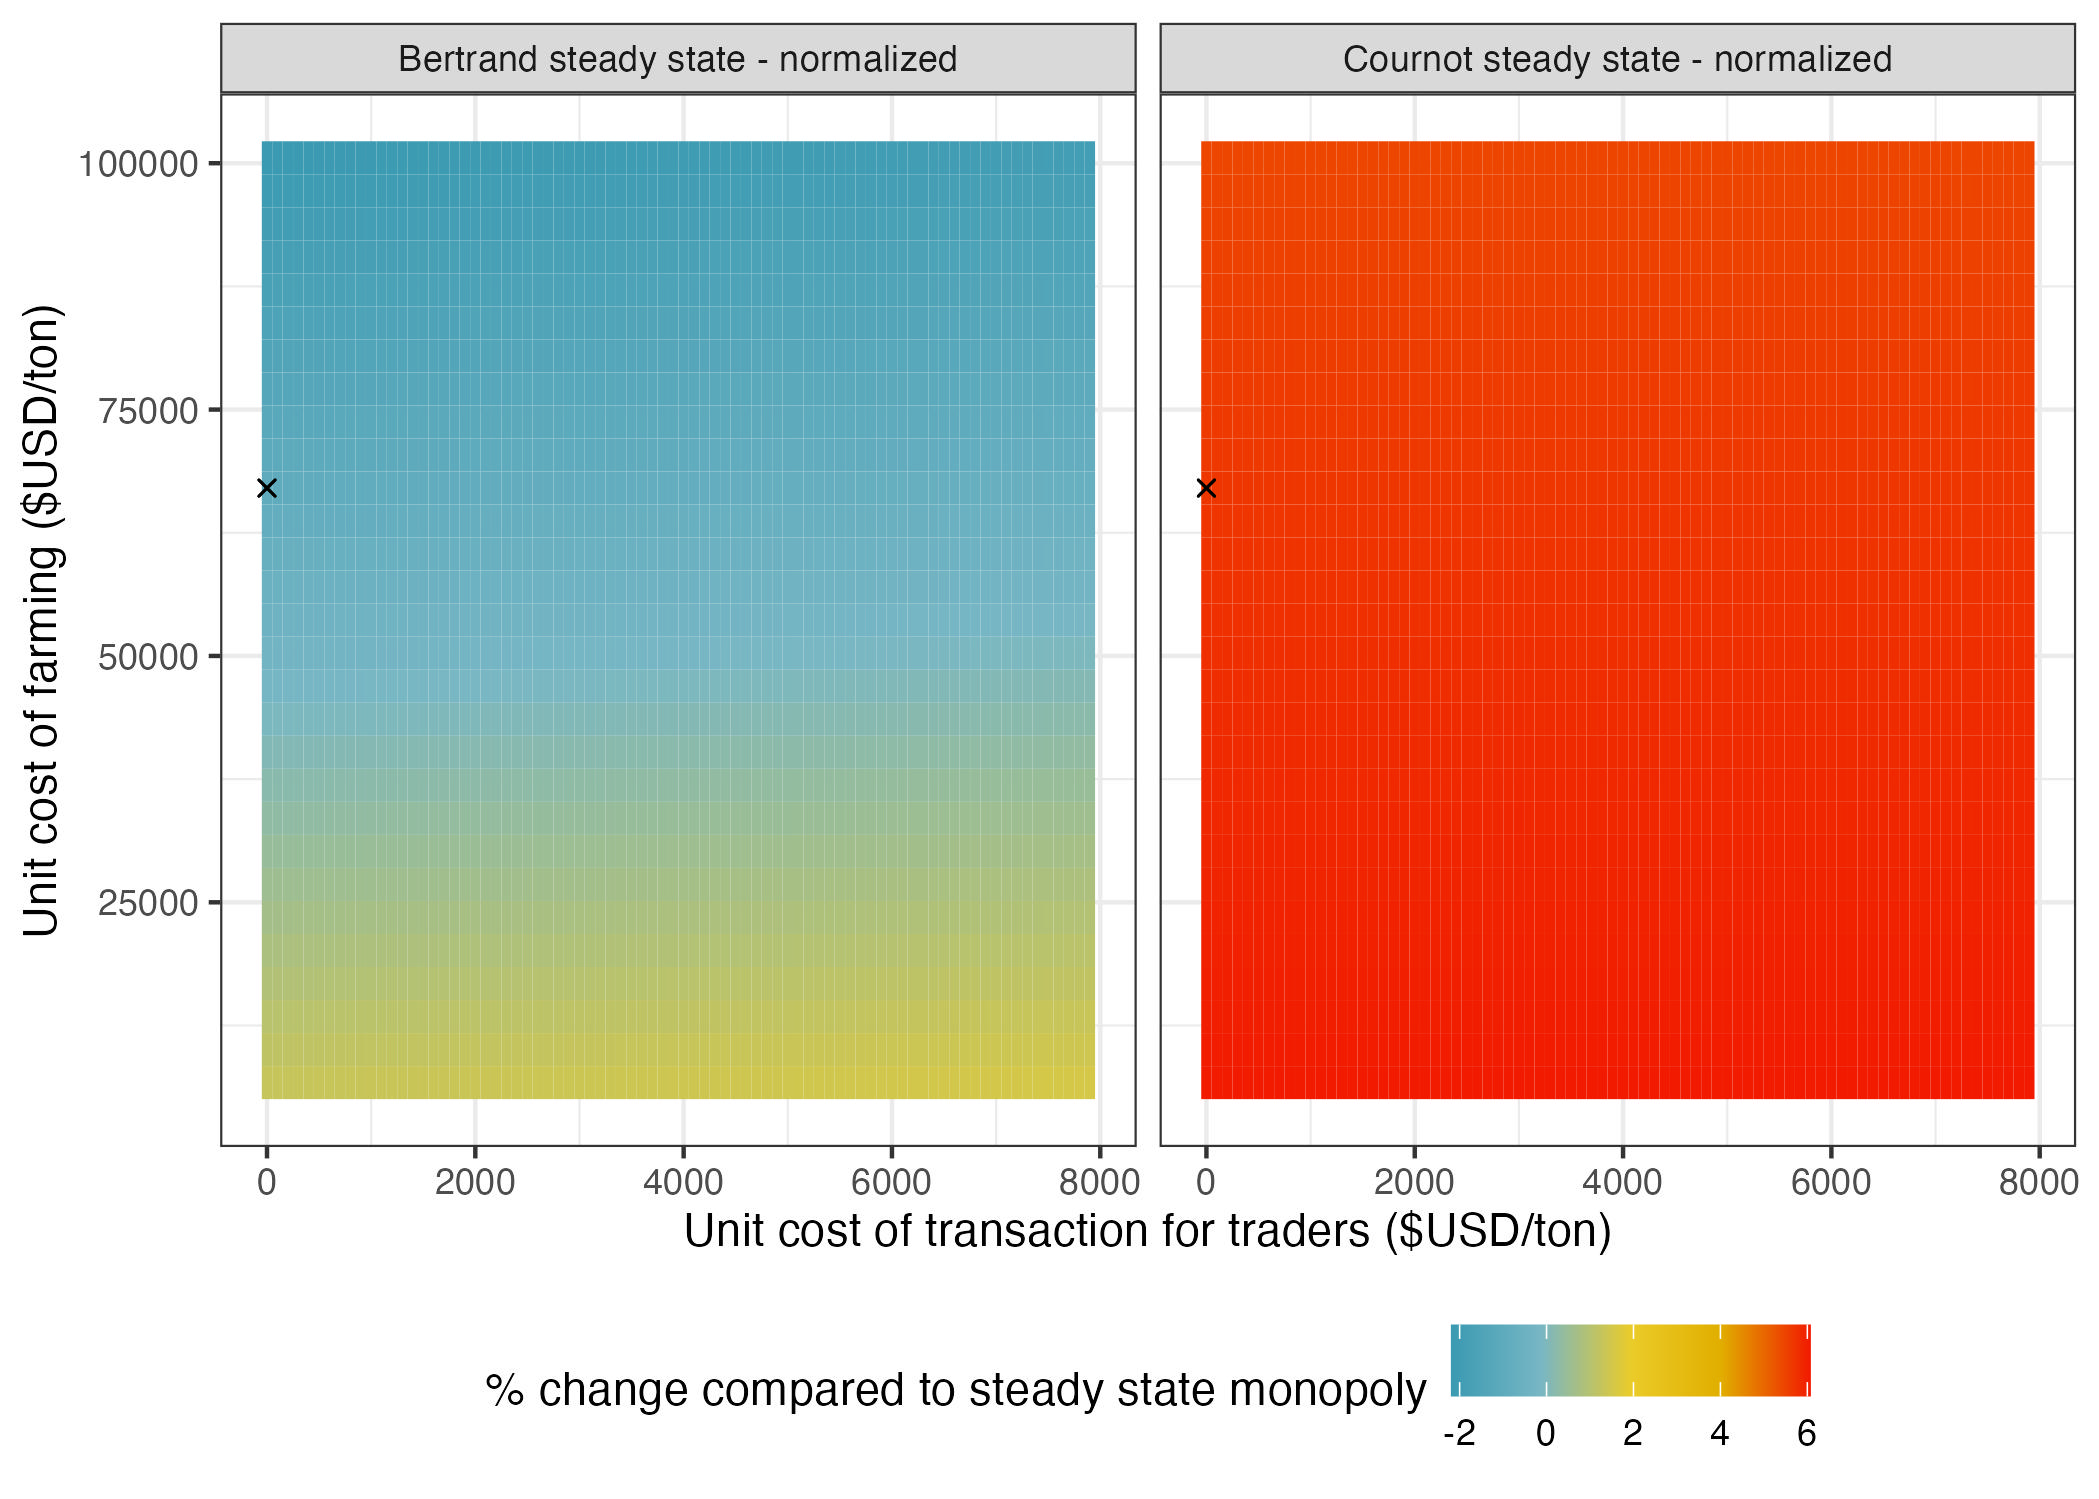 Bertrand steady state - normalized
Cournot steady state - normalized
Unit cost of farming ($USD/ton)
100000
75000
50000
25000
0 2000 4000 6000 8000
0 2000 4000 6000 8000
Unit cost of transaction for traders ($USD/ton)
% change compared to steady state monopoly
-2 0 2 4 6